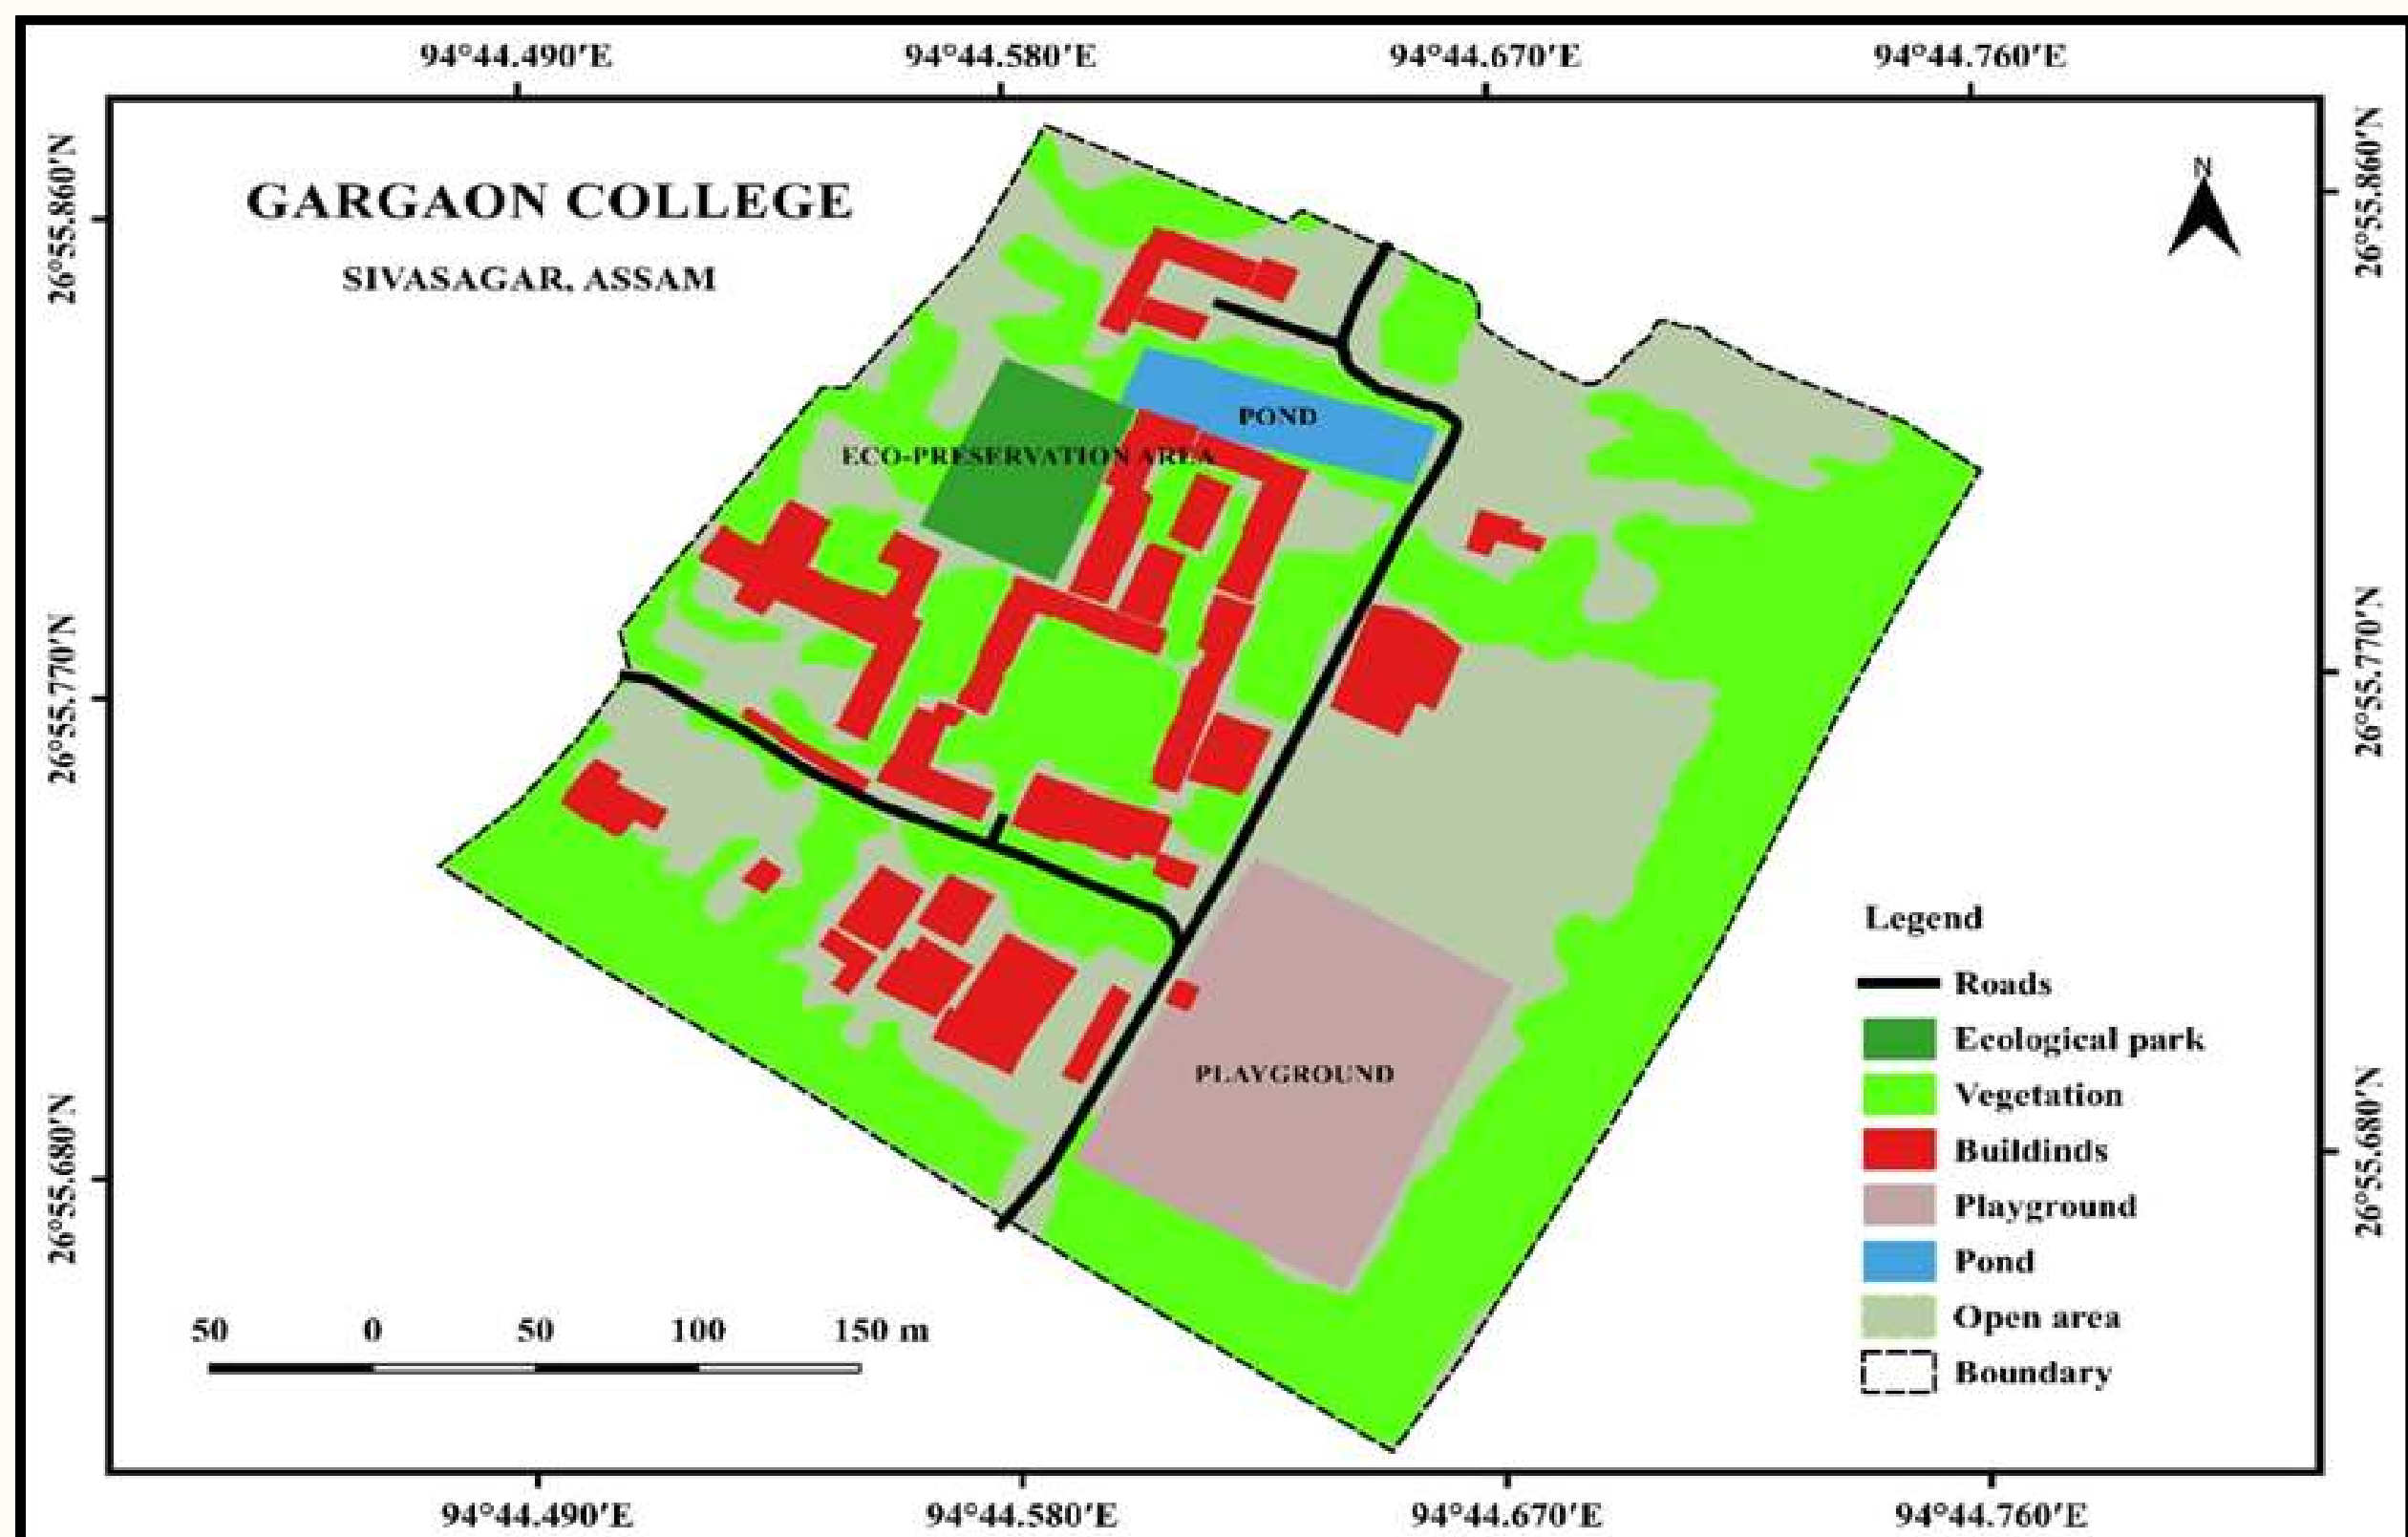 94°44.490′E 94°44.580′E 94°44.670′E 94°44.760′E
26°55.860′N
26°55.860′N
GARGAON COLLEGE
SIVASAGAR, ASSAM
N
POND
ECO-PRESERVATION AREA
26°55.770′N
26°55.770′N
PLAYGROUND
26°55.680′N
26°55.680′N
Legend
Roads
Ecological park
Vegetation
Buildinds
Playground
Pond
Open area
Boundary
50 0 50 100 150 m
94°44.490′E 94°44.580′E 94°44.670′E 94°44.760′E